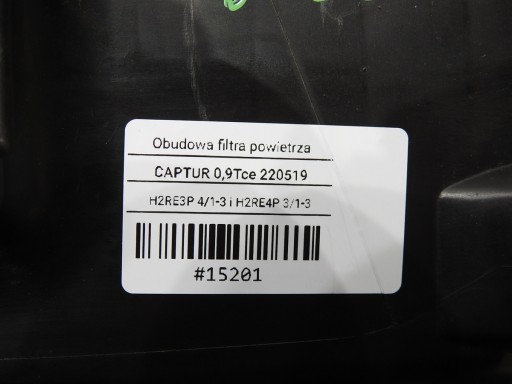 Obudowa filtra powietrza
CAPTUR 0,9Tce 220519
H2RE3P 4/1-3 i H2RE4P 3/1-3
#15201